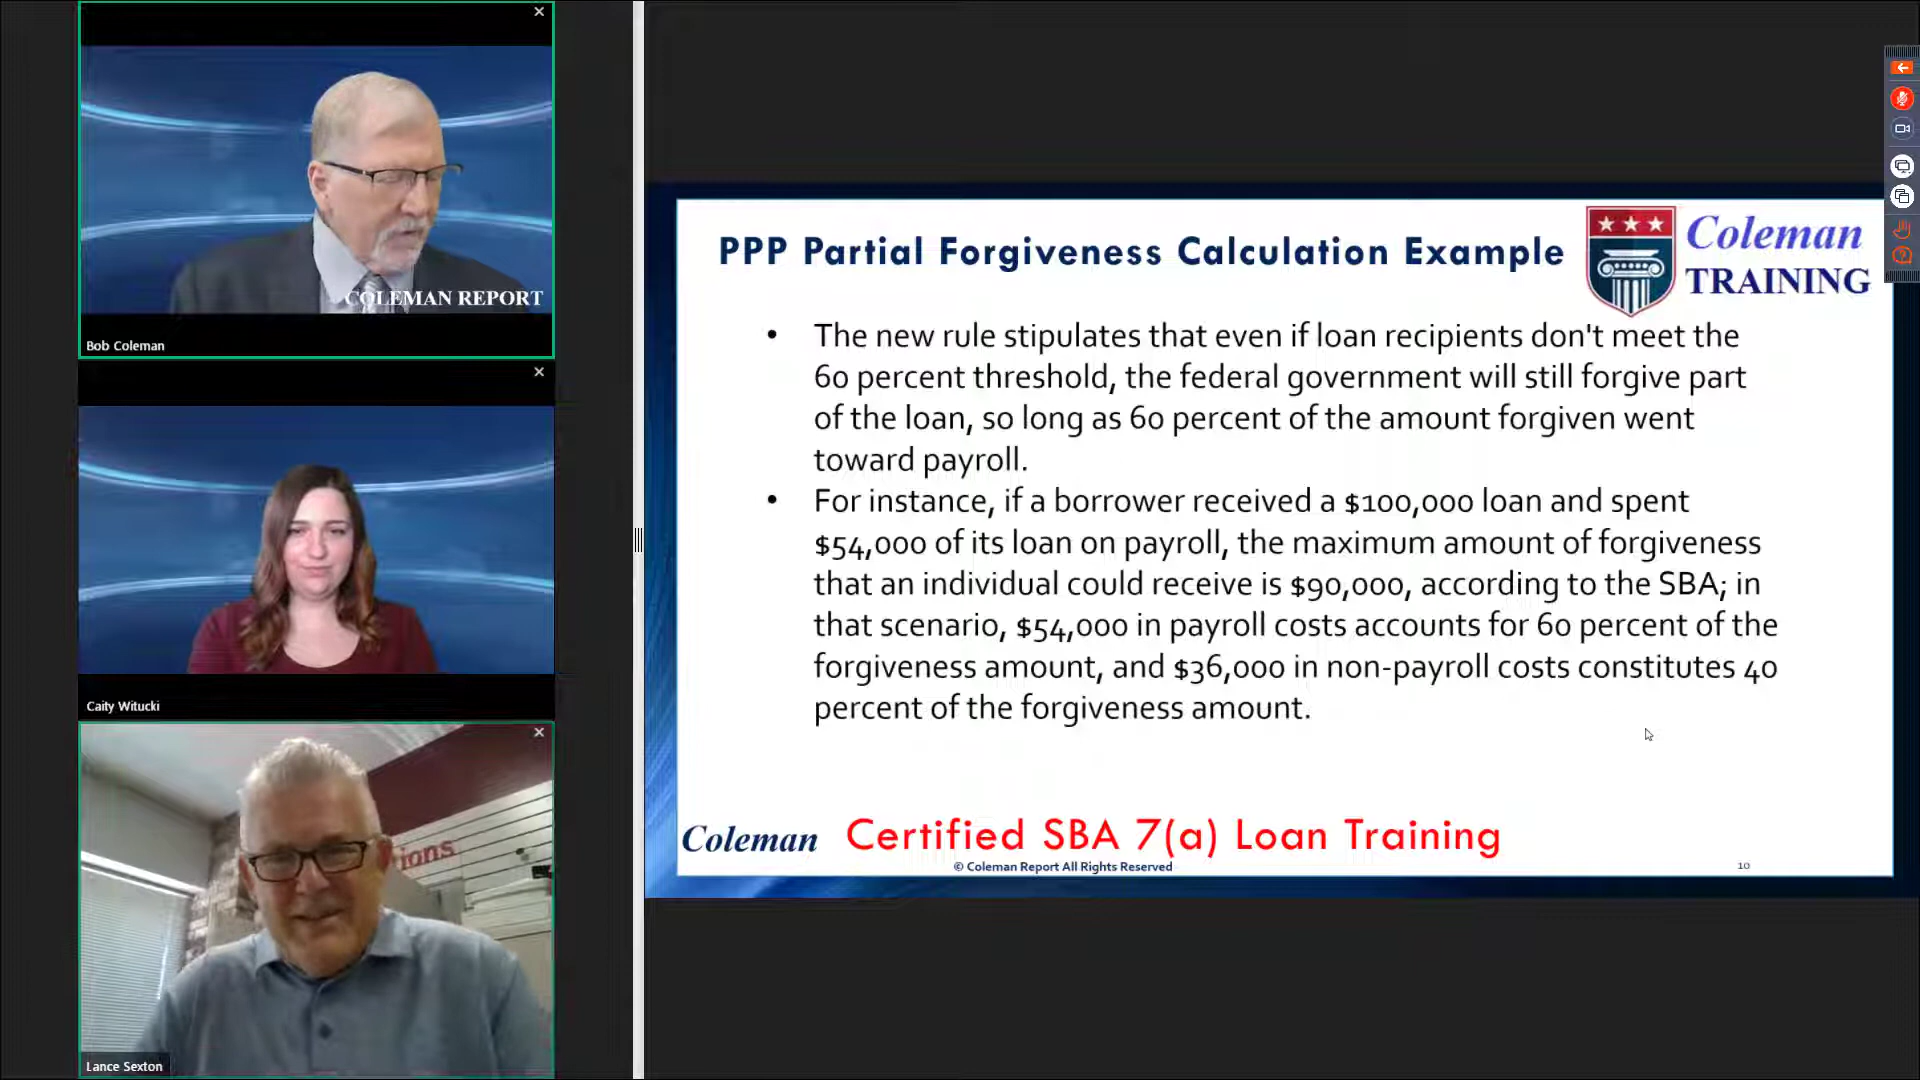 COLEMAN REPORT
Bob Coleman
Caity Witucki
ions
Lance Sexton
PPP Partial Forgiveness Calculation Example
Coleman
TRAINING
• The new rule stipulates that even if loan recipients don't meet the
60 percent threshold, the federal government will still forgive part
of the loan, so long as 60 percent of the amount forgiven went
toward payroll.
• For instance, if a borrower received a $100,000 loan and spent
$54,000 of its loan on payroll, the maximum amount of forgiveness
that an individual could receive is $90,000, according to the SBA; in
that scenario, $54,000 in payroll costs accounts for 60 percent of the
forgiveness amount, and $36,000 in non-payroll costs constitutes 40
percent of the forgiveness amount.
Coleman Certified SBA 7(a) Loan Training
© Coleman Report All Rights Reserved
10